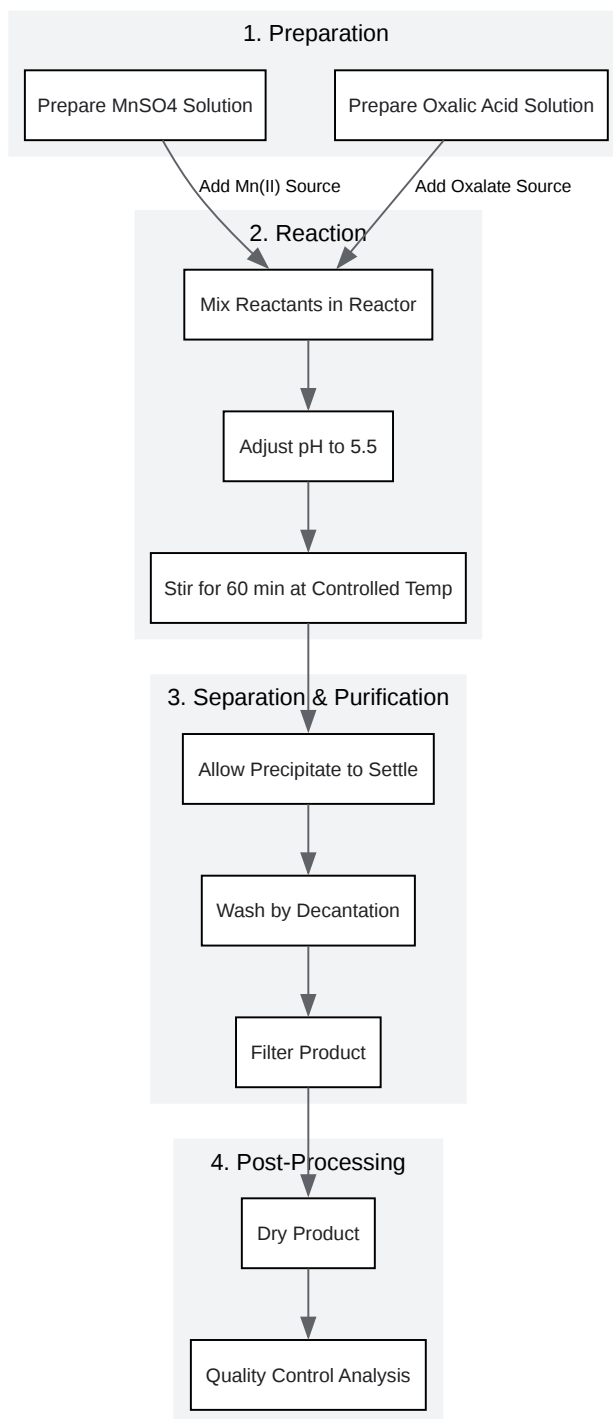 1. Preparation
Prepare MnSO4 Solution
Prepare Oxalic Acid Solution
Add Mn(II) Source
Add Oxalate Source
2. Reaction
Mix Reactants in Reactor
Adjust pH to 5.5
Stir for 60 min at Controlled Temp
3. Separation & Purification
Allow Precipitate to Settle
Wash by Decantation
Filter Product
4. Post-Processing
Dry Product
Quality Control Analysis